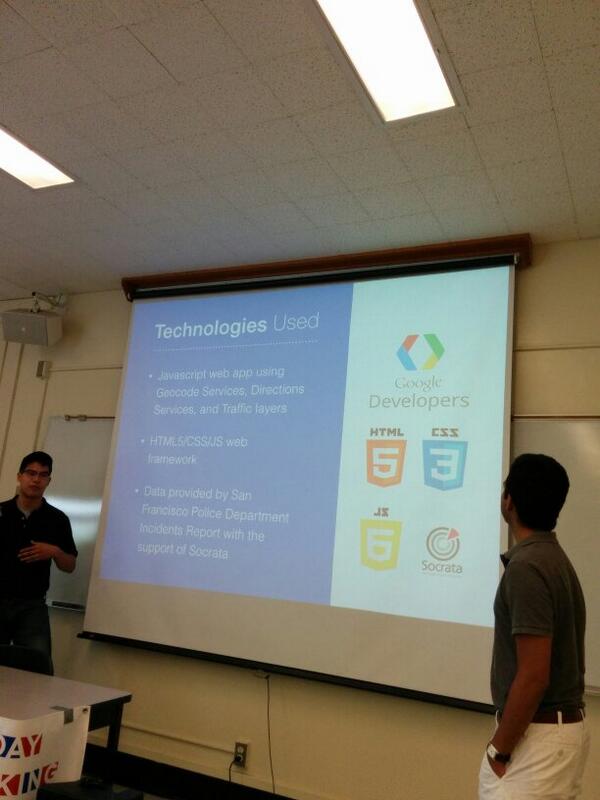 Technologies Used
• Javascript web app using
Geocode Services, Directions
Services, and Traffic layers
• HTML5/CSS/JS web
framework
• Data provided by San
Francisco Police Department
Incidents Report with the
support of Socrata
Google
Developers
HTML
5
CSS
3
JS
Socrata
DAY
KING